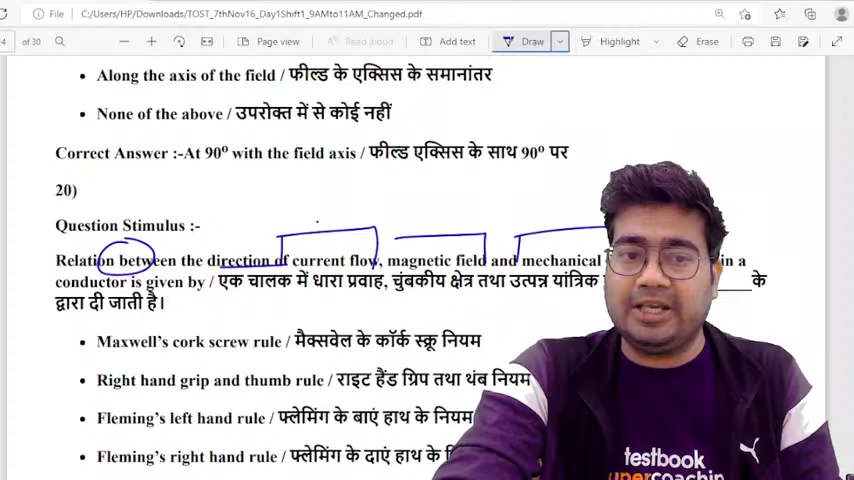 C:/Users/HP/Downloads/TOST_7thNov16_Day1Shift1_9AMto11AM_Changed.pdf
4 of 30 Page view Read aloud Add text Draw Highlight Erase
• Along the axis of the field / फील्ड के एक्सिस के समानांतर
• None of the above / उपरोक्त में से कोई नहीं
Correct Answer :-At 90⁰ with the field axis / फील्ड एक्सिस के साथ 90⁰ पर
20)
Question Stimulus :-
Relation between the direction of current flow, magnetic field and mechanical in a
conductor is given by / एक चालक में धारा प्रवाह, चुंबकीय क्षेत्र तथा उत्पन्न यांत्रिक के
द्वारा दी जाती है।
• Maxwell's cork screw rule / मैक्सवेल के कॉर्क स्क्रू नियम
• Right hand grip and thumb rule / राइट हैंड ग्रिप तथा थंब नियम
• Fleming's left hand rule / फ्लेमिंग के बाएं हाथ के नियम
• Fleming's right hand rule / फ्लेमिंग के दाएं हाथ के
testbook